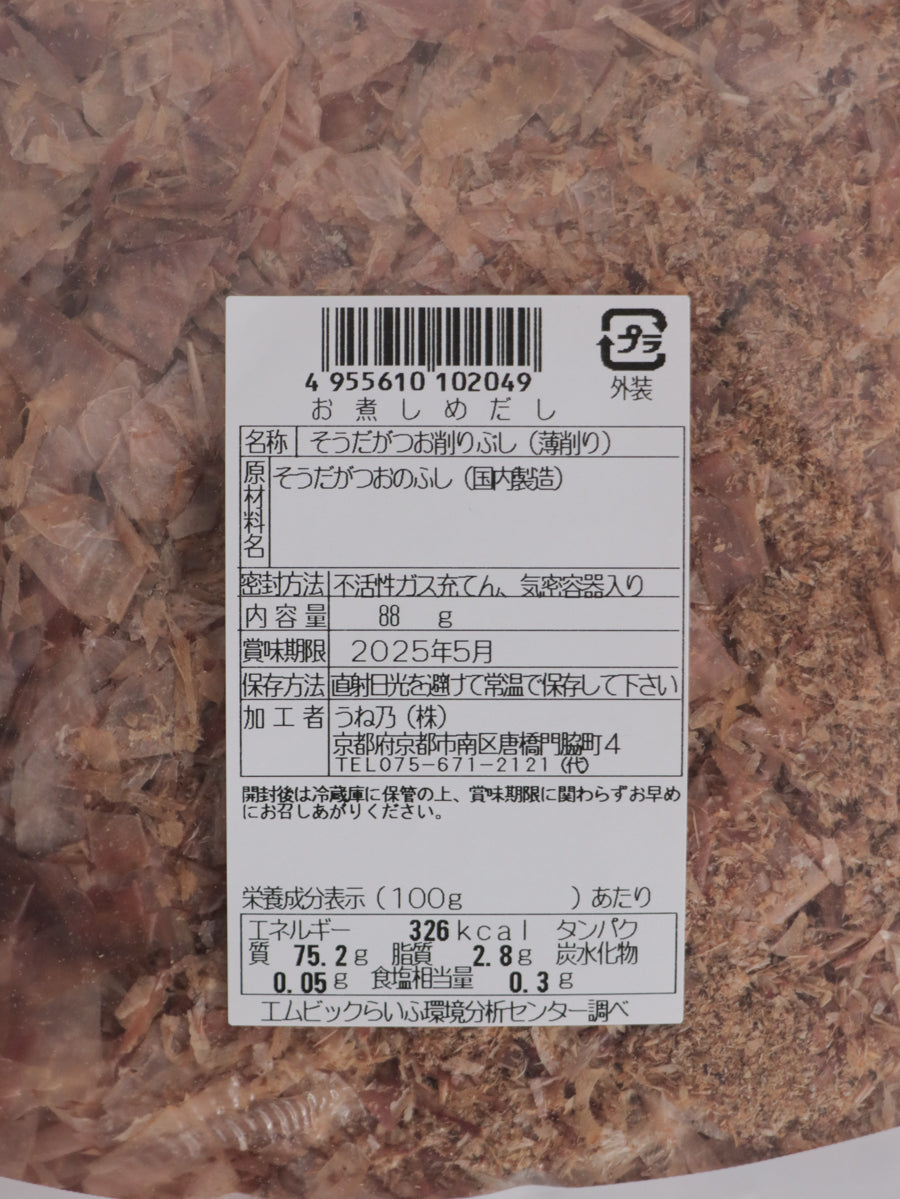 4 955610 102049
プラ
外装
お煮しめだし
名称 そうだがつお削りぶし（薄削り）
原材料名 そうだがつおのふし（国内製造）
密封方法 不活性ガス充てん、気密容器入り
内容量 88 g
賞味期限 2025年5月
保存方法 直射日光を避けて常温で保存して下さい
加工者 うね乃（株）
京都府京都市南区唐橋門脇町4
TEL075-671-2121（代）
開封後は冷蔵庫に保管の上、賞味期限に関わらずお早め
にお召しあがりください。
栄養成分表示（100g ）あたり
エネルギー 326kcal タンパク
質 75.2g 脂質 2.8g 炭水化物
0.05g 食塩相当量 0.3g
エムビックらいふ環境分析センター調べ